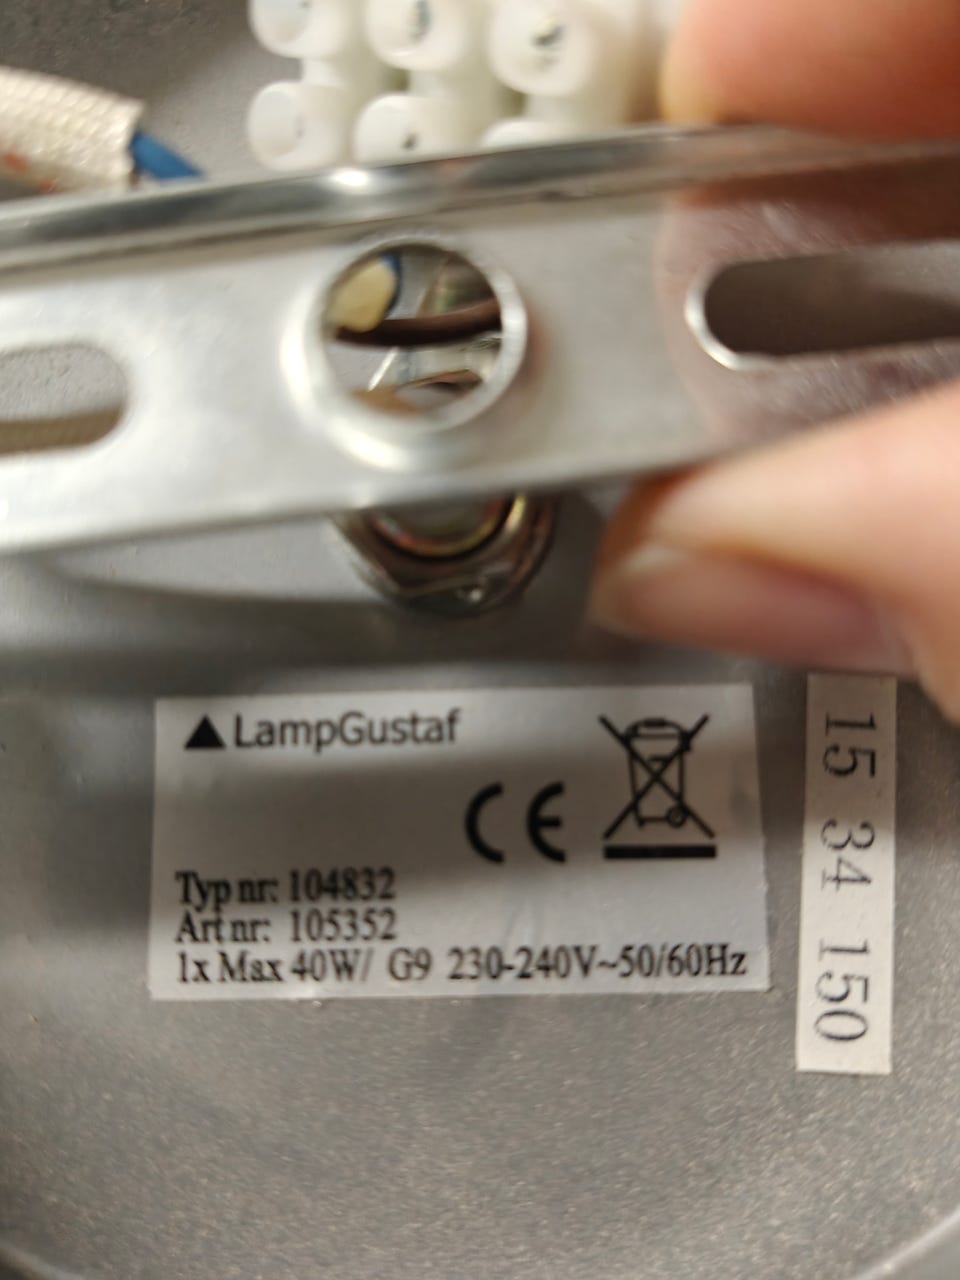 LampGustaf
CE
Typ nr: 104832
Art nr: 105352
1x Max 40W/ G9 230-240V~50/60Hz
15 34 150